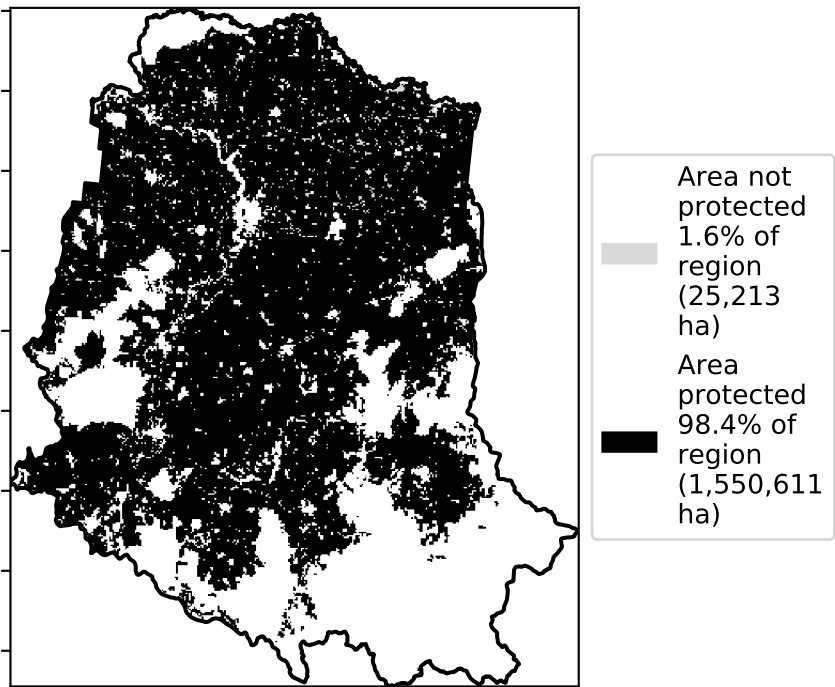 Area not
protected
1.6% of
region
(25,213
ha)
Area
protected
98.4% of
region
(1,550,611
ha)